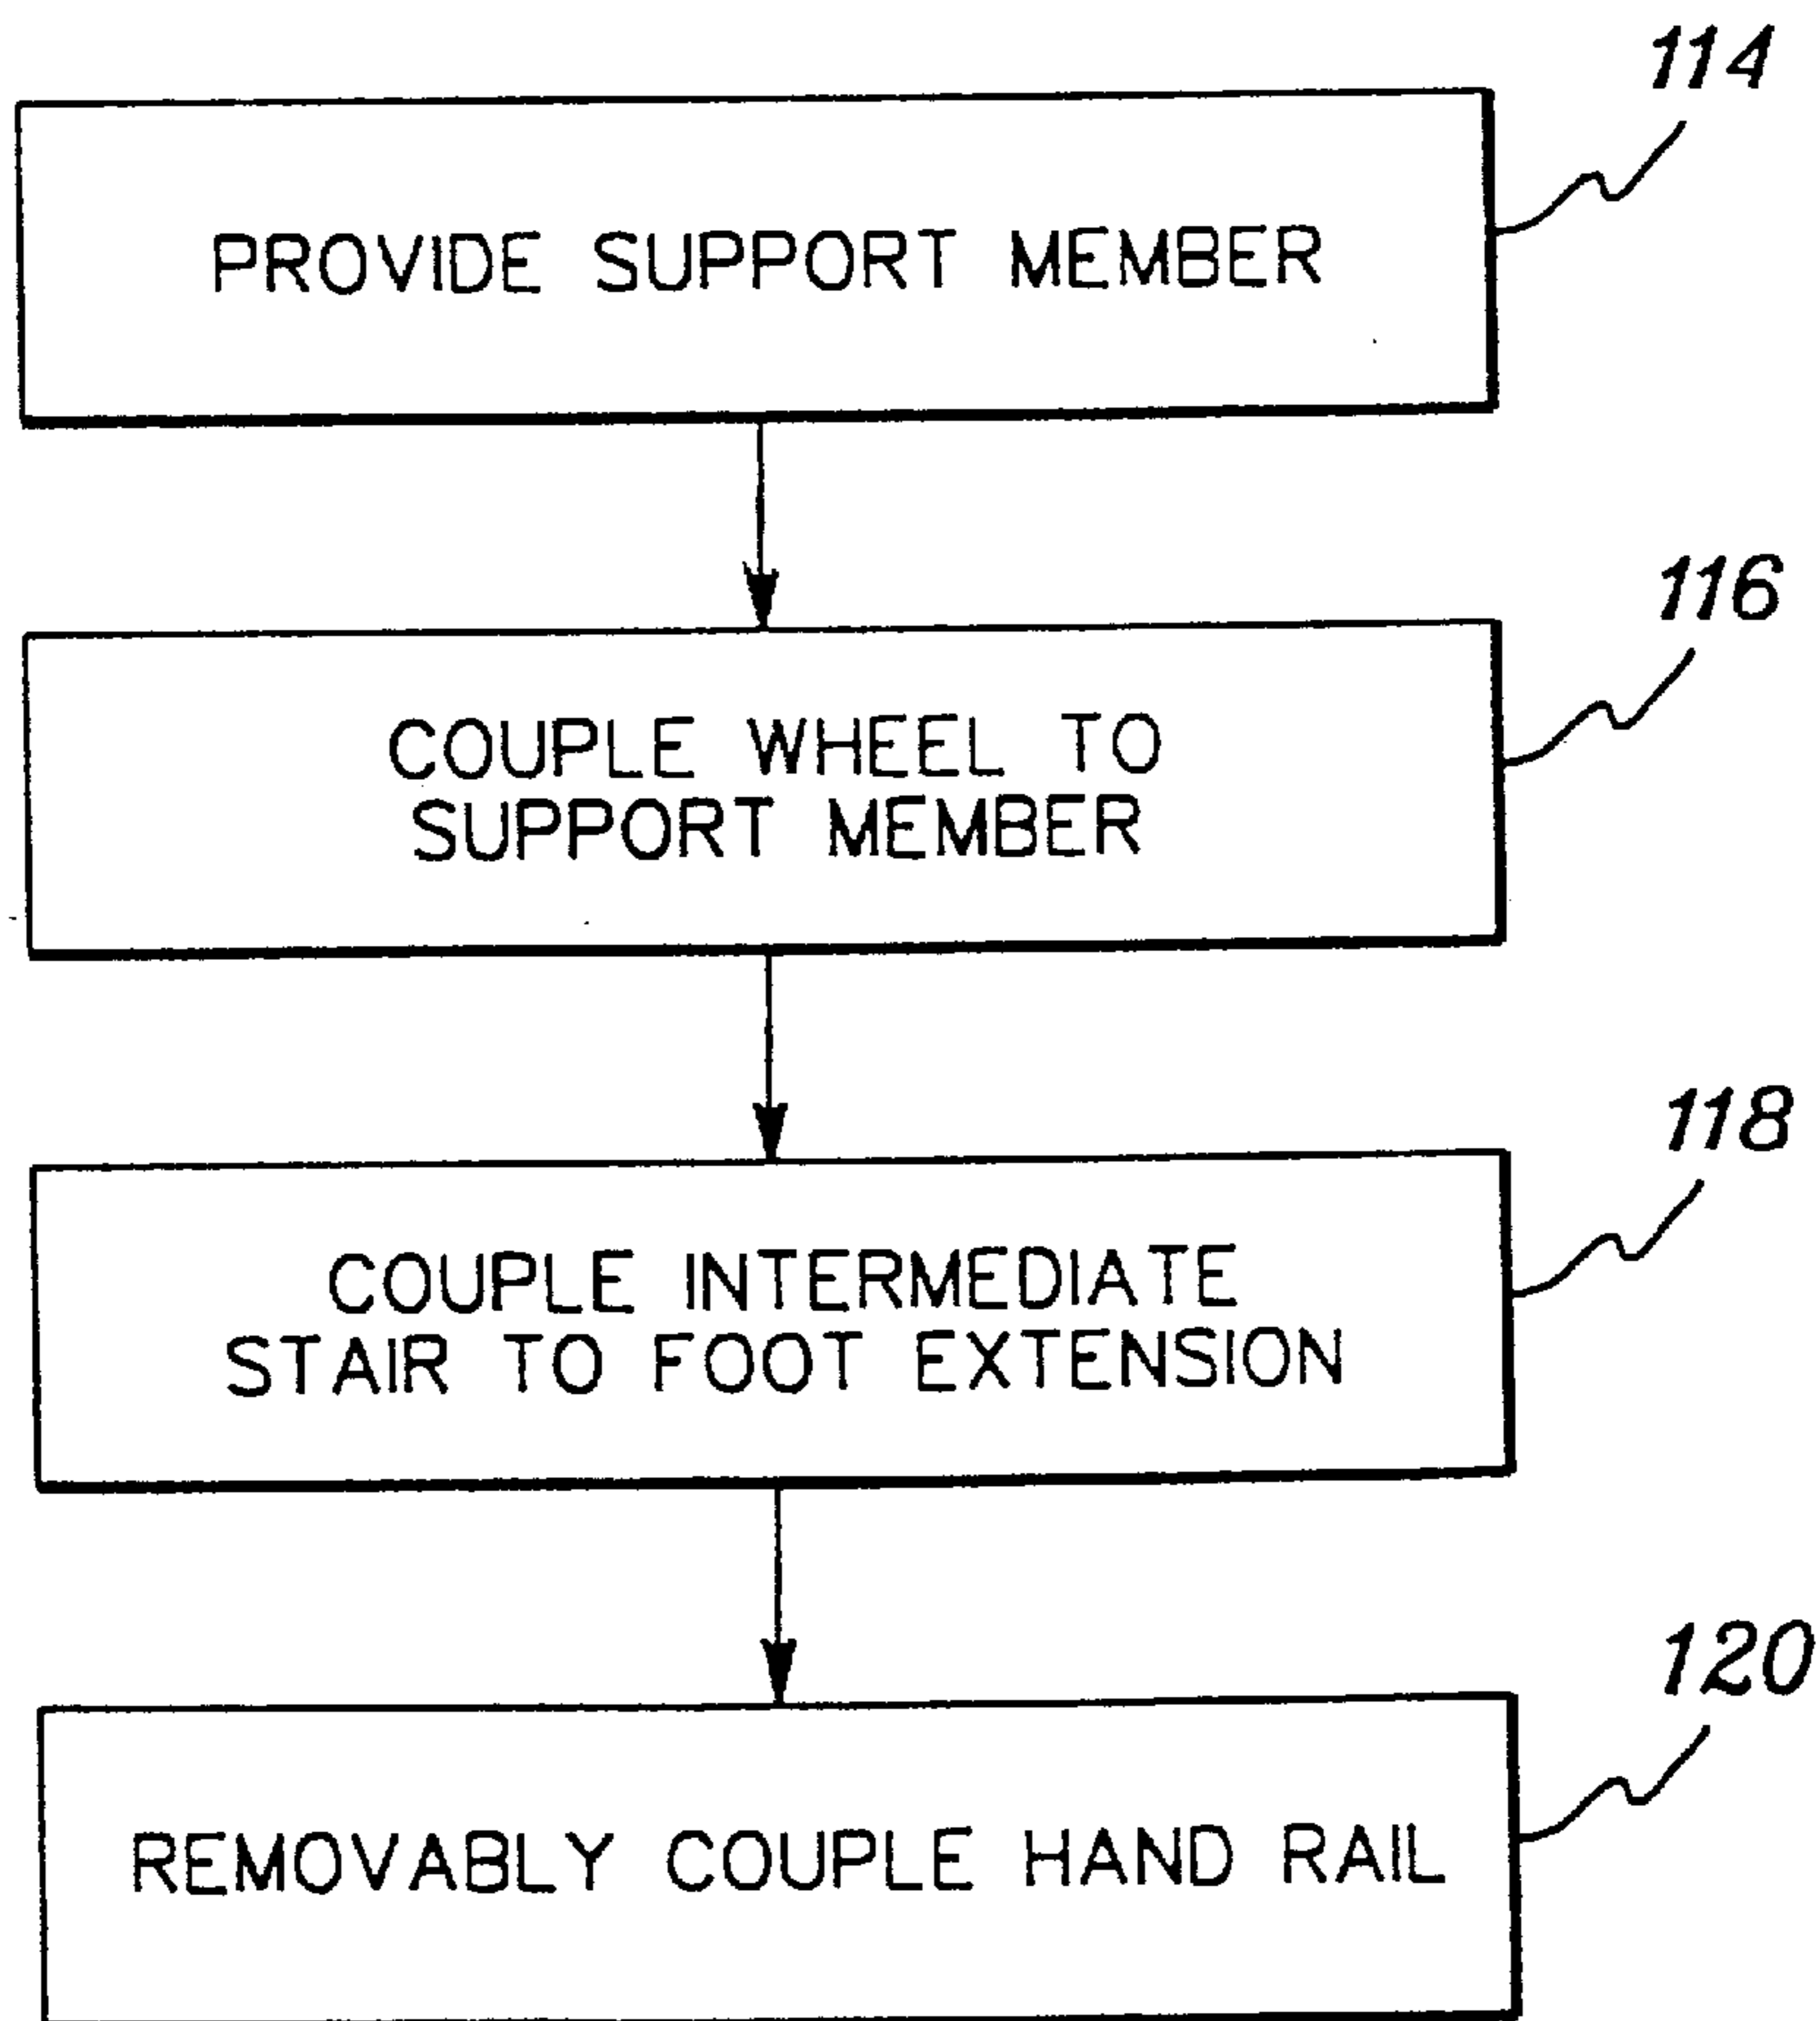 114
PROVIDE SUPPORT MEMBER
116
COUPLE WHEEL TO
SUPPORT MEMBER
118
COUPLE INTERMEDIATE
STAIR TO FOOT EXTENSION
120
REMOVABLY COUPLE HAND RAIL